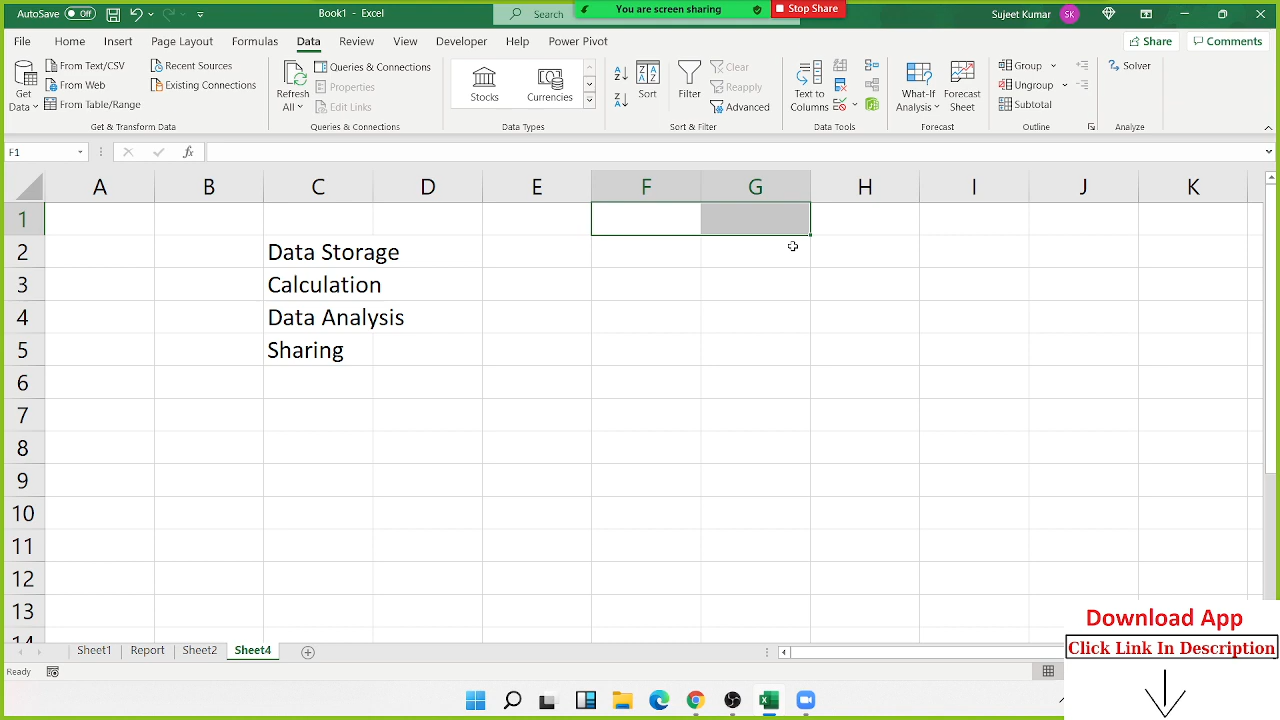 AutoSave Off Book1 - Excel Search You are screen sharing Stop Share Sujeet Kumar SK
File Home Insert Page Layout Formulas Data Review View Developer Help Power Pivot Share Comments
Get Data
From Text/CSV
From Web
From Table/Range
Recent Sources
Existing Connections
Get & Transform Data
Refresh All
Queries & Connections
Properties
Edit Links
Queries & Connections
Stocks
Currencies
Data Types
Sort
Filter
Clear
Reapply
Advanced
Sort & Filter
Text to Columns
Data Tools
What-If Analysis
Forecast Sheet
Forecast
Group
Ungroup
Subtotal
Outline
Solver
Analyze
F1 fx
A B C D E F G H I J K
1
2 Data Storage
3 Calculation
4 Data Analysis
5 Sharing
6
7
8
9
10
11
12
13
14
Sheet1 Report Sheet2 Sheet4
Ready
Download App
Click Link In Description